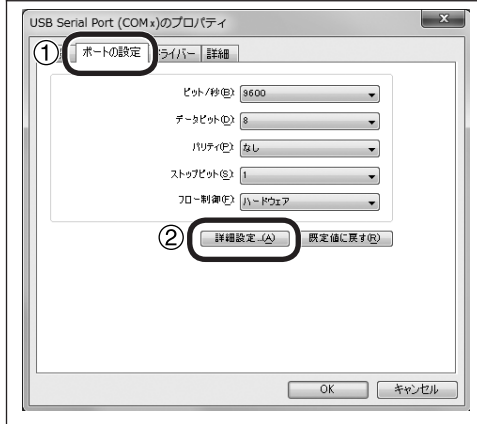 USB Serial Port (COMx)のプロパティ
x
① ポートの設定 ドライバー 詳細
ビット/秒(B): 9600
データ ビット(D): 8
パリティ(P): なし
ストップ ビット(S): 1
フロー制御(F): ハードウェア
② 詳細設定...(A) 既定値に戻す(R)
OK キャンセル